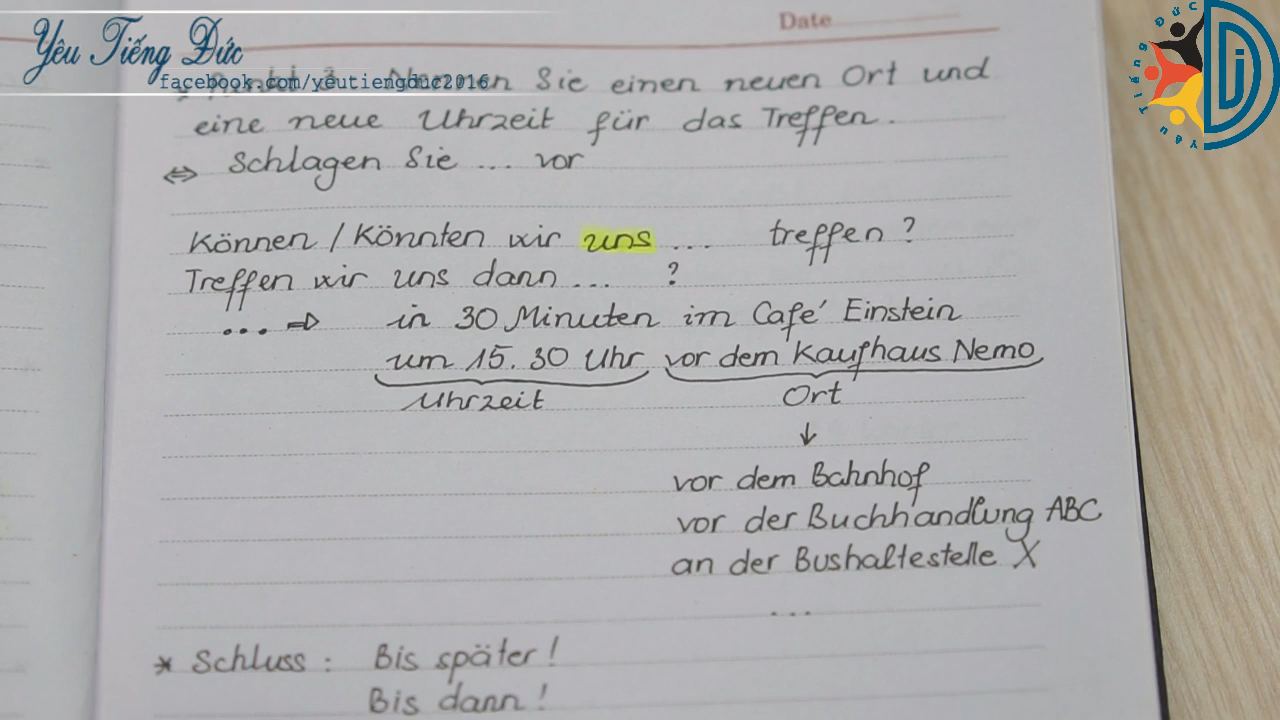 Date
Yêu Tiếng Đức
facebook.com/yeutiengduc2016
Sie einen neuen Ort und
eine neue Uhrzeit für das Treffen.
⇔ Schlagen Sie ... vor
Können / Könnten wir uns ... treffen ?
Treffen wir uns dann ... ?
... ⇒ in 30 Minuten im Café Einstein
um 15.30 Uhr vor dem Kaufhaus Nemo
Uhrzeit Ort
↓
vor dem Bahnhof
vor der Buchhandlung ABC
an der Bushaltestelle X
...
* Schluss : Bis später !
Bis dann !
Yêu Tiếng Đức